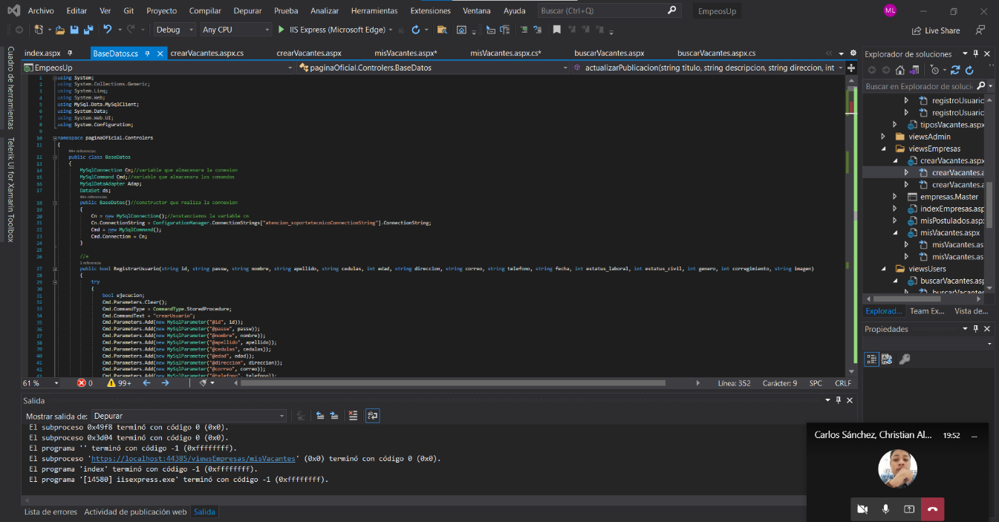 Archivo Editar Ver Git Proyecto Compilar Depurar Prueba Analizar Herramientas Extensiones Ventana Ayuda Buscar (Ctrl+Q) EmpeosUp ML
Debug Any CPU IIS Express (Microsoft Edge) Live Share
index.aspx BaseDatos.cs crearVacantes.aspx.cs crearVacantes.aspx misVacantes.aspx* misVacantes.aspx.cs* buscarVacantes.aspx buscarVacantes.aspx.cs
EmpeosUp paginaOficial.Controlers.BaseDatos actualizarPublicacion(string titulo, string descripcion, string direccion, int
Cuadro de herramientas
Telerik UI for Xamarin Toolbox
1 using System;
2 using System.Collections.Generic;
3 using System.Linq;
4 using System.Web;
5 using MySql.Data.MySqlClient;
6 using System.Data;
7 using System.Web.UI;
8 using System.Configuration;
9
10 namespace paginaOficial.Controlers
11 {
99+ referencias
12 public class BaseDatos
13 {
14 MySqlConnection Cn;//variable que almacenara la conexion
15 MySqlCommand Cmd;//variable que almacenara los comandos
16 MySqlDataAdapter Adap;
17 DataSet ds;
99+ referencias
18 public BaseDatos()//constructor que realiza la connexion
19 {
20 Cn = new MySqlConnection();//enstanciamos la variable cn
21 Cn.ConnectionString = ConfigurationManager.ConnectionStrings["atencion_soportetecnicoConnectionString"].ConnectionString;
22 Cmd = new MySqlCommand();
23 Cmd.Connection = Cn;
24 }
25
26 //a
1 referencia
27 public bool RegistrarUsuario(string id, string passw, string nombre, string apellido, string cedulas, int edad, string direccion, string correo, string telefomo, string fecha, int estatus_laboral, int estatus_civil, int genero, int corregimiento, string imagen)
28 {
29 try
30 {
31 bool ejecucion;
32 Cmd.Parameters.Clear();
33 Cmd.CommandType = CommandType.StoredProcedure;
34 Cmd.CommandText = "crearUsuario";
35 Cmd.Parameters.Add(new MySqlParameter("@id", id));
36 Cmd.Parameters.Add(new MySqlParameter("@passw", passw));
37 Cmd.Parameters.Add(new MySqlParameter("@nombre", nombre));
38 Cmd.Parameters.Add(new MySqlParameter("@apellido", apellido));
39 Cmd.Parameters.Add(new MySqlParameter("@cedulas", cedulas));
40 Cmd.Parameters.Add(new MySqlParameter("@edad", edad));
41 Cmd.Parameters.Add(new MySqlParameter("@direccion", direccion));
42 Cmd.Parameters.Add(new MySqlParameter("@correo", correo));
43 Cmd.Parameters.Add(new MySqlParameter("@telefomo", telefomo));
61 % 0 99+ Línea: 352 Carácter: 9 SPC CRLF
Salida
Mostrar salida de: Depurar
El subproceso 0x49f8 terminó con código 0 (0x0).
El subproceso 0x3d04 terminó con código 0 (0x0).
El programa '' terminó con código -1 (0xffffffff).
El subproceso 'https://localhost:44385/viewsEmpresas/misVacantes' (0x0) terminó con código 0 (0x0).
El programa 'index' terminó con código -1 (0xffffffff).
El programa '[14580] iisexpress.exe' terminó con código -1 (0xffffffff).
Lista de errores Actividad de publicación web Salida
Explorador de soluciones
Buscar en Explorador de solucio
registroUsuaric
registroUsuaric
tiposVacantes.aspx
viewsAdmin
viewsEmpresas
crearVacantes.aspx
crearVacantes.a
crearVacantes.a
empresas.Master
indexEmpresas.asp
misPostulados.asp
misVacantes.aspx
misVacantes.as
misVacantes.as
viewsUsers
buscarVacantes.asp
buscarVacantes
Explorad... Team Ex... Vista de...
Propiedades
Carlos Sánchez, Christian Al... 19:52